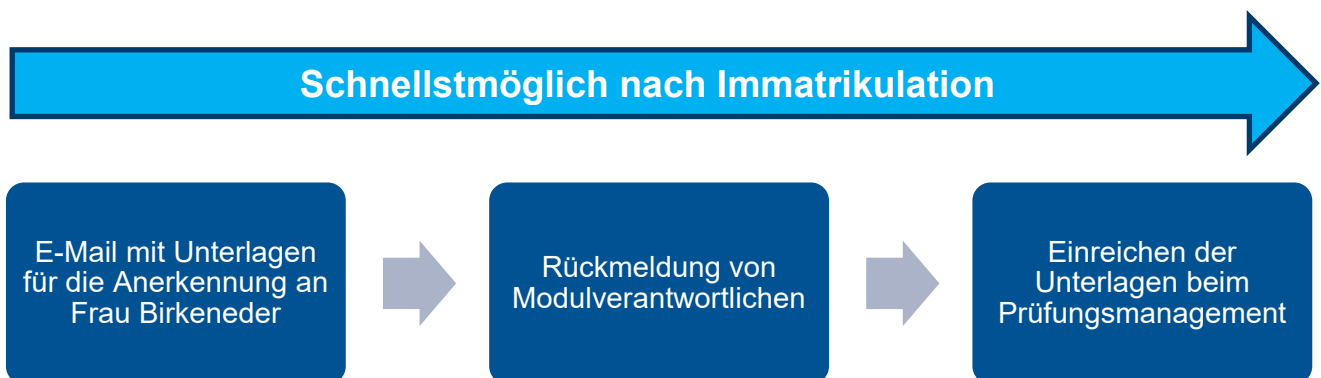 Schnellstmöglich nach Immatrikulation
E-Mail mit Unterlagen
für die Anerkennung an
Frau Birkeneder
Rückmeldung von
Modulverantwortlichen
Einreichen der
Unterlagen beim
Prüfungsmanagement